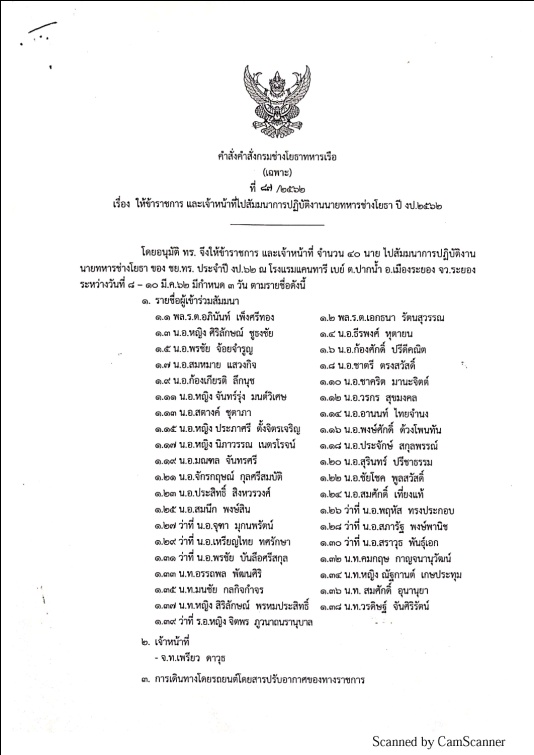 คำสั่งคำสั่งกรมช่างโยธาทหารเรือ
(เฉพาะ)
ที่ ๘๗ /๒๕๖๒
เรื่อง ให้ข้าราชการ และเจ้าหน้าที่ไปสัมมนาการปฏิบัติงานนายทหารช่างโยธา ปี งป.๒๕๖๒
โดยอนุมัติ ทร. จึงให้ข้าราชการ และเจ้าหน้าที่ จำนวน ๔๐ นาย ไปสัมมนาการปฏิบัติงาน
นายทหารช่างโยธา ของ ชย.ทร. ประจำปี งป.๖๒ ณ โรงแรมแคนทารี เบย์ ต.ปากน้ำ อ.เมืองระยอง จว.ระยอง
ระหว่างวันที่ ๘ – ๑๐ มี.ค.๖๒ มีกำหนด ๓ วัน ตามรายชื่อดังนี้
๑. รายชื่อผู้เข้าร่วมสัมมนา
๑.๑ พล.ร.ต.อภินันท์ เพ็งศรีทอง ๑.๒ พล.ร.ต.เอกธนา รัตนสุวรรณ
๑.๓ น.อ.หญิง ศิริลักษณ์ ชูธงชัย ๑.๔ น.อ.ธีรพงศ์ หุตายน
๑.๕ น.อ.พรชัย จ้อยจำรูญ ๑.๖ น.อ.ก้องศักดิ์ ปรีดีคณิต
๑.๗ น.อ.สมหมาย แสวงกิจ ๑.๘ น.อ.ชาตรี ตรงสวัสดิ์
๑.๙ น.อ.ก้องเกียรติ ลึกนุช ๑.๑๐ น.อ.ชาคริต มานะจิตต์
๑.๑๑ น.อ.หญิง จันทร์รุ่ง มนต์วิเศษ ๑.๑๒ น.อ.วรกร สุขมงคล
๑.๑๓ น.อ.สตางค์ ชุตาภา ๑.๑๔ น.อ.อานนท์ ไทยจำนง
๑.๑๕ น.อ.หญิง ประภาศรี ตั้งจิตรเจริญ ๑.๑๖ น.อ.พงษ์ศักดิ์ ด้วงโพนทัน
๑.๑๗ น.อ.หญิง นิภาวรรณ เนตรโรจน์ ๑.๑๘ น.อ.ประจักษ์ สกุลพรรณ์
๑.๑๙ น.อ.มณฑล จันทรศรี ๑.๒๐ น.อ.สุรินทร์ ปรีชาธรรม
๑.๒๑ น.อ.จักรกฤษณ์ กุลศรีสมบัติ ๑.๒๒ น.อ.ชัยโชค พูลสวัสดิ์
๑.๒๓ น.อ.ประสิทธิ์ สิงหวรวงศ์ ๑.๒๔ น.อ.สมศักดิ์ เที่ยงแท้
๑.๒๕ น.อ.สมนึก พงษ์สิน ๑.๒๖ ว่าที่ น.อ.พฤหัส ทรงประกอบ
๑.๒๗ ว่าที่ น.อ.จุฑา มุกนพรัตน์ ๑.๒๘ ว่าที่ น.อ.สภารัฐ พงษ์พานิช
๑.๒๙ ว่าที่ น.อ.เหรียญไทย ทศรักษา ๑.๓๐ ว่าที่ น.อ.สราวุธ พันธุ์เอก
๑.๓๑ ว่าที่ น.อ.พรชัย บันลือศรีสกุล ๑.๓๒ น.ท.คมกฤษ กาญจนานุวัฒน์
๑.๓๓ น.ท.อรรถพล พัฒนศิริ ๑.๓๔ น.ท.หญิง ณัฐกานต์ เกษประทุม
๑.๓๕ น.ท.มนชัย กลกิจกำจร ๑.๓๖ น.ท. สมศักดิ์ อุนานุยา
๑.๓๗ น.ท.หญิง สิริลักษณ์ พรหมประสิทธิ์ ๑.๓๘ น.ท.วรดิษฐ์ จันศิริรัตน์
๑.๓๙ ว่าที่ ร.อ.หญิง จิตพร ภูวนาถนรานุบาล
๒. เจ้าหน้าที่
- จ.ท.เพรียว ดาวุธ
๓. การเดินทางโดยรถยนต์โดยสารปรับอากาศของทางราชการ
Scanned by CamScanner